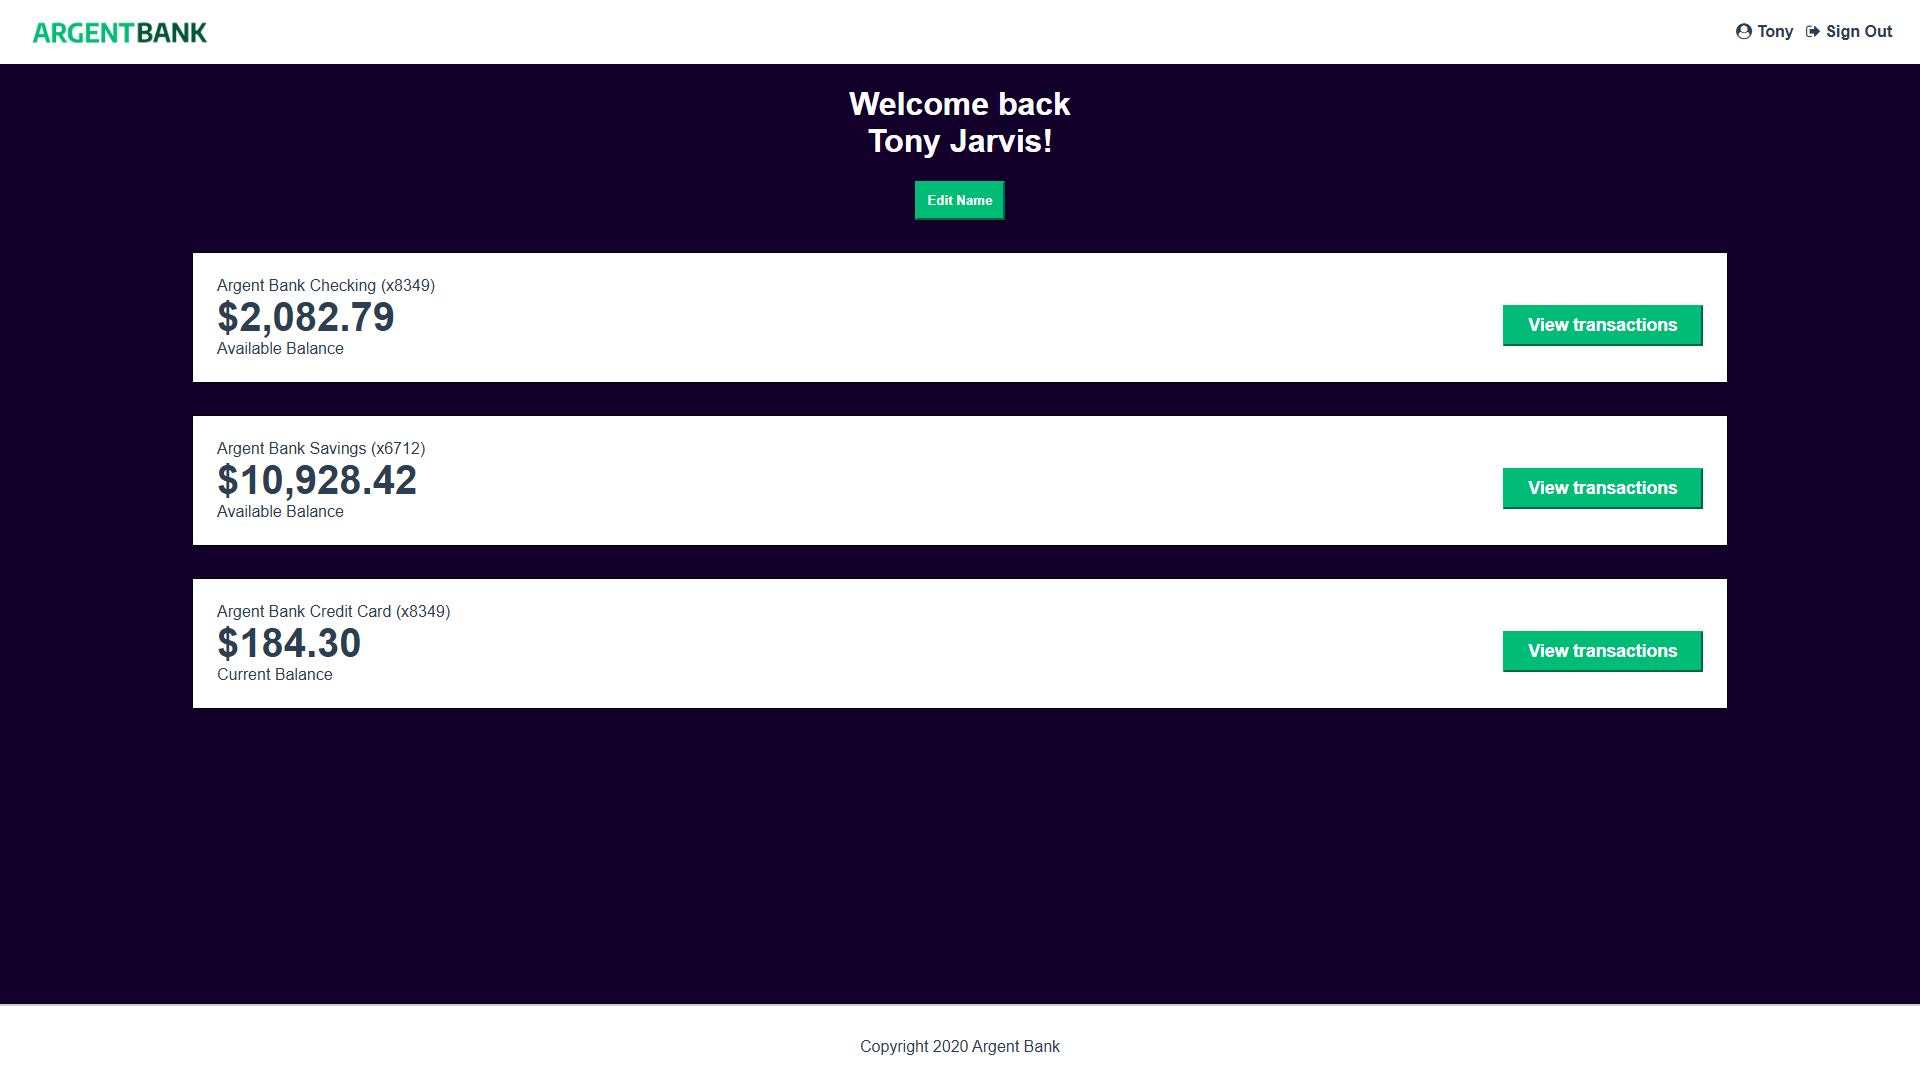 ARGENTBANK
Tony Sign Out
Welcome back
Tony Jarvis!
Edit Name
Argent Bank Checking (x8349)
$2,082.79
Available Balance
View transactions
Argent Bank Savings (x6712)
$10,928.42
Available Balance
View transactions
Argent Bank Credit Card (x8349)
$184.30
Current Balance
View transactions
Copyright 2020 Argent Bank